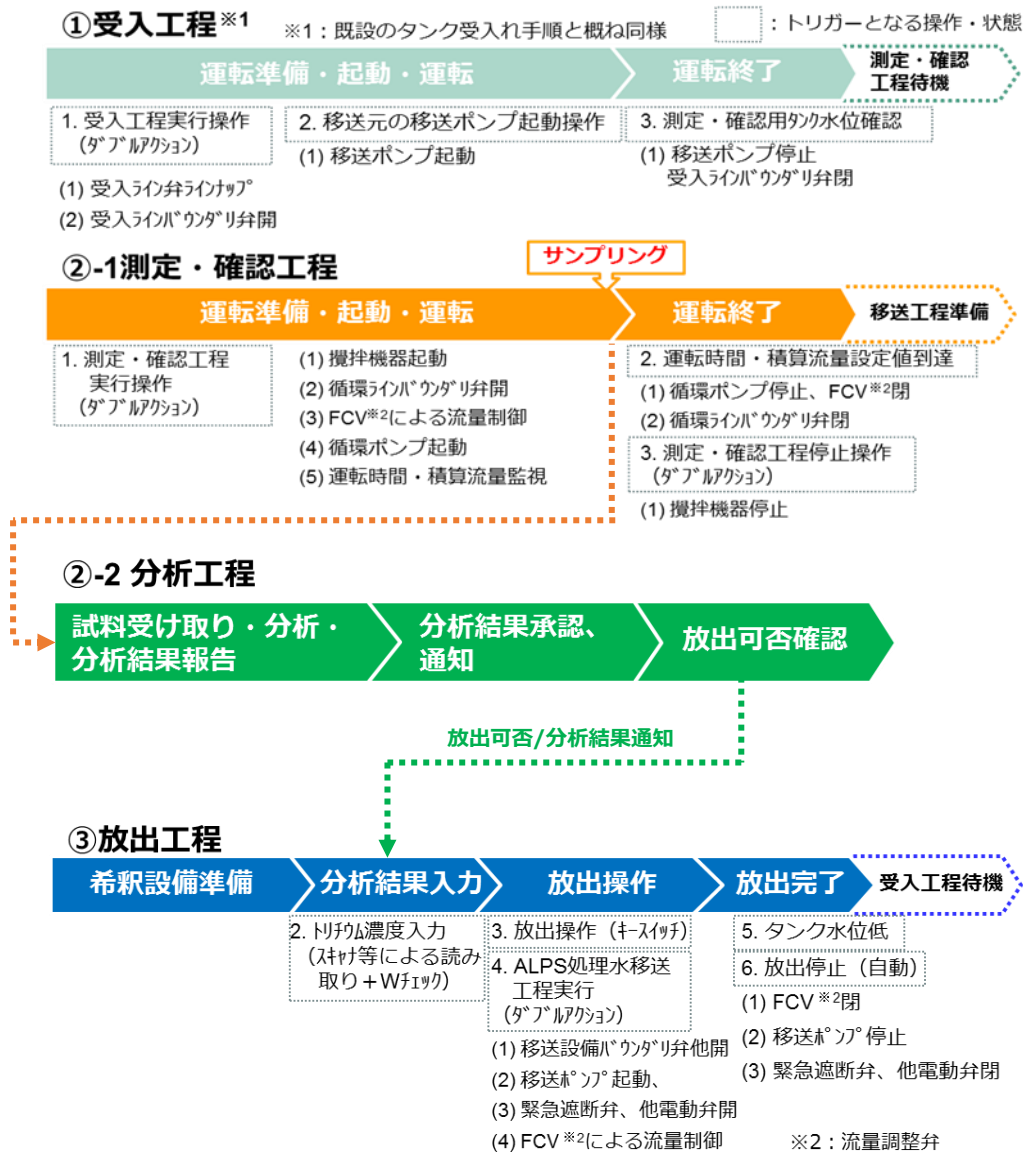 ①受入工程※1
※1：既設のタンク受入れ手順と概ね同様
：トリガーとなる操作・状態
運転準備・起動・運転
運転終了
測定・確認
工程待機
1. 受入工程実行操作
(ﾀﾞﾌﾞﾙｱｸｼｮﾝ)
(1) 受入ﾗｲﾝ弁ﾗｲﾝﾅｯﾌﾟ
(2) 受入ﾗｲﾝﾊﾞｳﾝﾀﾞﾘ弁開
2. 移送元の移送ポンプ起動操作
(1) 移送ポンプ起動
3. 測定・確認用ﾀﾝｸ水位確認
(1) 移送ポンプ停止
受入ﾗｲﾝﾊﾞｳﾝﾀﾞﾘ弁閉
②-1測定・確認工程
サンプリング
運転準備・起動・運転
運転終了
移送工程準備
1. 測定・確認工程
実行操作
(ﾀﾞﾌﾞﾙｱｸｼｮﾝ)
(1) 攪拌機器起動
(2) 循環ﾗｲﾝﾊﾞｳﾝﾀﾞﾘ弁開
(3) FCV※2による流量制御
(4) 循環ポンプ起動
(5) 運転時間・積算流量監視
2. 運転時間・積算流量設定値到達
(1) 循環ポンプ停止、FCV※2閉
(2) 循環ﾗｲﾝﾊﾞｳﾝﾀﾞﾘ弁閉
3. 測定・確認工程停止操作
(ﾀﾞﾌﾞﾙｱｸｼｮﾝ)
(1) 攪拌機器停止
②-2 分析工程
試料受け取り・分析・
分析結果報告
分析結果承認、
通知
放出可否確認
放出可否/分析結果通知
③放出工程
希釈設備準備
分析結果入力
放出操作
放出完了
受入工程待機
2. ﾄﾘﾁｳﾑ濃度入力
(ｽｷｬﾅ等による読み
取り＋Wﾁｪｯｸ)
3. 放出操作（ｷｰｽｲｯﾁ）
4. ALPS処理水移送
工程実行
(ﾀﾞﾌﾞﾙｱｸｼｮﾝ)
(1) 移送設備ﾊﾞｳﾝﾀﾞﾘ弁他開
(2) 移送ﾎﾟﾝﾌﾟ起動、
(3) 緊急遮断弁、他電動弁開
(4) FCV※2による流量制御
5. タンク水位低
6. 放出停止（自動）
(1) FCV※2閉
(2) 移送ﾎﾟﾝﾌﾟ停止
(3) 緊急遮断弁、他電動弁閉
※2：流量調整弁